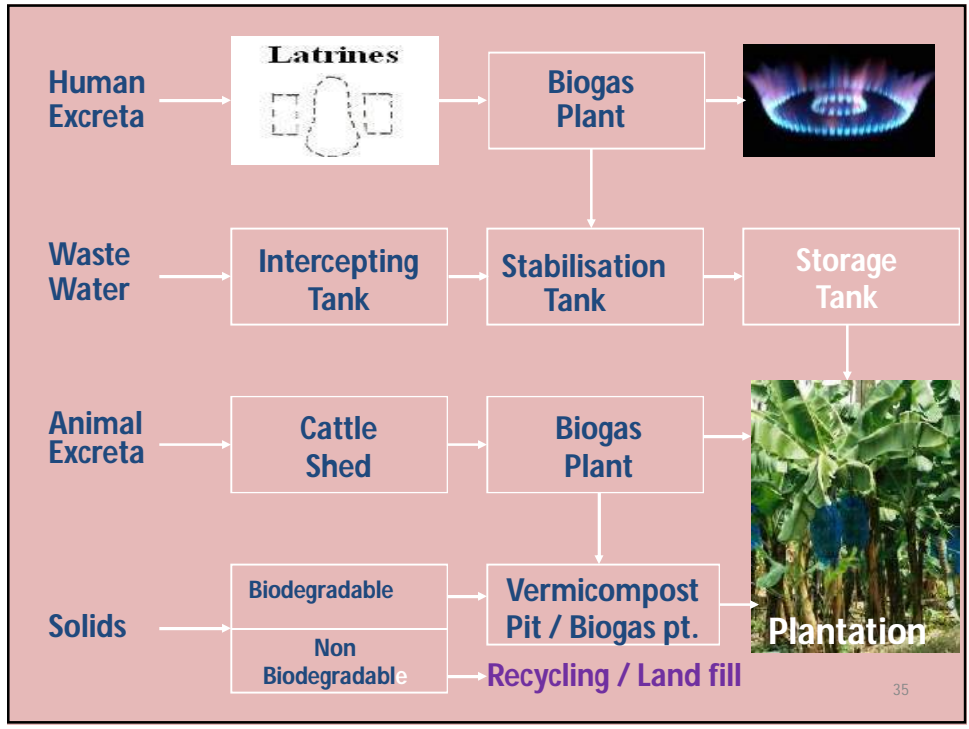 Human
Excreta
Latrines
Biogas
Plant
Waste
Water
Intercepting
Tank
Stabilisation
Tank
Storage
Tank
Animal
Excreta
Cattle
Shed
Biogas
Plant
Solids
Biodegradable
Non
Biodegradable
Vermicompost
Pit / Biogas pt.
Recycling / Land fill
Plantation
35